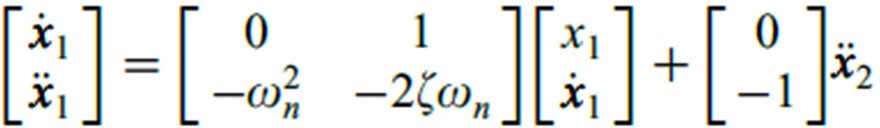 [ẋ₁ ẍ₁] = [0 1 −ωₙ² −2ζωₙ] [x₁ ẋ₁] + [0 −1] ẍ₂